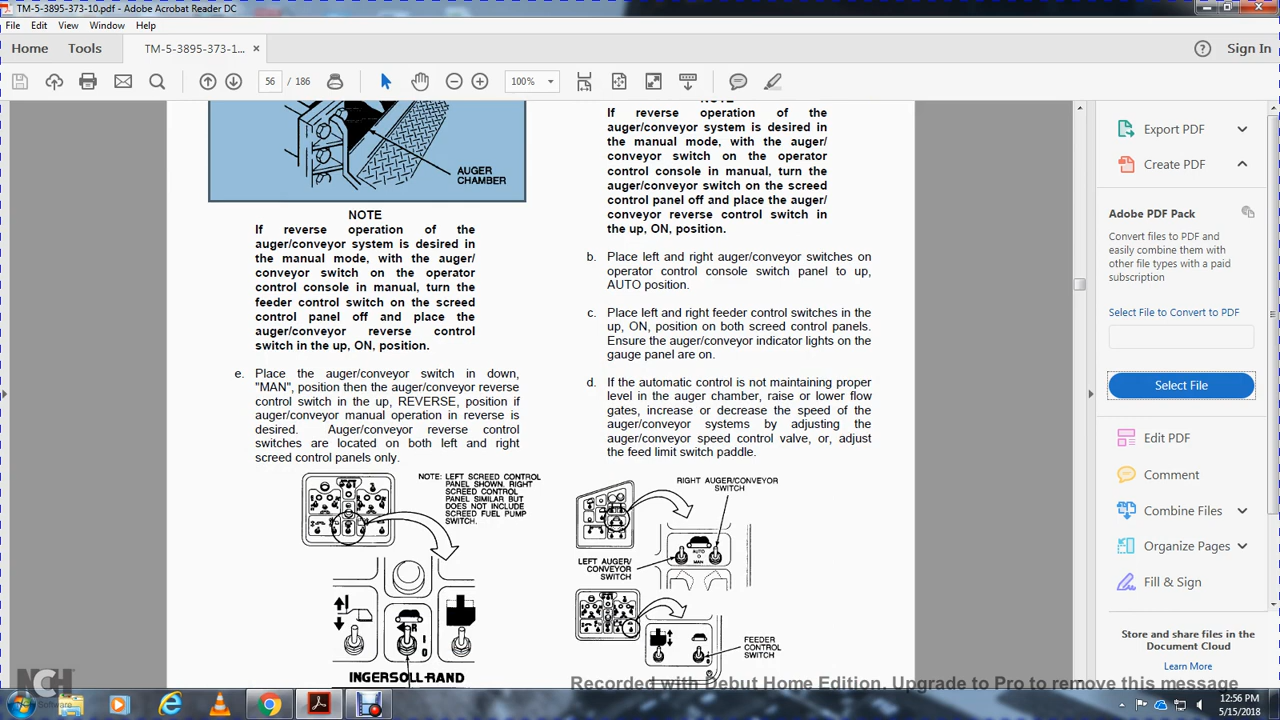 TM-5-3895-373-10.pdf - Adobe Acrobat Reader DC
File Edit View Window Help
Home Tools TM-5-3895-373-1... × Sign In
56 / 186 100%
AUGER
CHAMBER
NOTE
If reverse operation of the
auger/conveyor system is desired in
the manual mode, with the auger/
conveyor switch on the operator
control console in manual, turn the
feeder control switch on the screed
control panel off and place the
auger/conveyor reverse control
switch in the up, ON, position.
e. Place the auger/conveyor switch in down,
"MAN", position then the auger/conveyor reverse
control switch in the up, REVERSE, position if
auger/conveyor manual operation in reverse is
desired. Auger/conveyor reverse control
switches are located on both left and right
screed control panels only.
NOTE: LEFT SCREED CONTROL
PANEL SHOWN. RIGHT
SCREED CONTROL
PANEL SIMILAR BUT
DOES NOT INCLUDE
SCREED FUEL PUMP
SWITCH.
INGERSOLL-RAND
NOTE
If reverse operation of the
auger/conveyor system is desired in
the manual mode, with the auger/
conveyor switch on the operator
control console in manual, turn the
auger/conveyor switch on the screed
control panel off and place the auger/
conveyor reverse control switch in
the up, ON, position.
b. Place left and right auger/conveyor switches on
operator control console switch panel to up,
AUTO position.
c. Place left and right feeder control switches in the
up, ON, position on both screed control panels.
Ensure the auger/conveyor indicator lights on the
gauge panel are on.
d. If the automatic control is not maintaining proper
level in the auger chamber, raise or lower flow
gates, increase or decrease the speed of the
auger/conveyor systems by adjusting the
auger/conveyor speed control valve, or, adjust
the feed limit switch paddle.
RIGHT AUGER/CONVEYOR
SWITCH
AUTO
MAN
LEFT AUGER/
CONVEYOR
SWITCH
FEEDER
CONTROL
SWITCH
Export PDF
Create PDF
Adobe PDF Pack
Convert files to PDF and
easily combine them with
other file types with a paid
subscription
Select File to Convert to PDF
Select File
Edit PDF
Comment
Combine Files
Organize Pages
Fill & Sign
Store and share files in the
Document Cloud
Learn More
NCH
Software
Recorded with Debut Home Edition. Upgrade to Pro to remove this message
12:56 PM
5/15/2018